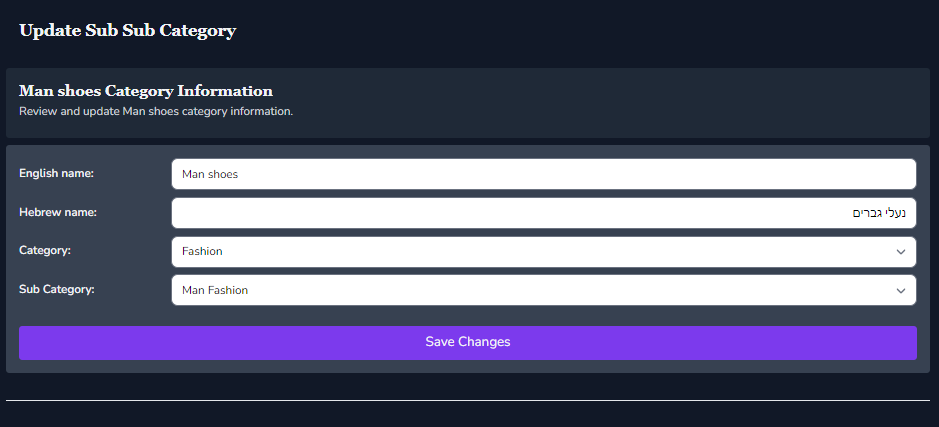 Update Sub Sub Category
Man shoes Category Information
Review and update Man shoes category information.
English name:
Man shoes
Hebrew name:
נעלי גברים
Category:
Fashion
Sub Category:
Man Fashion
Save Changes